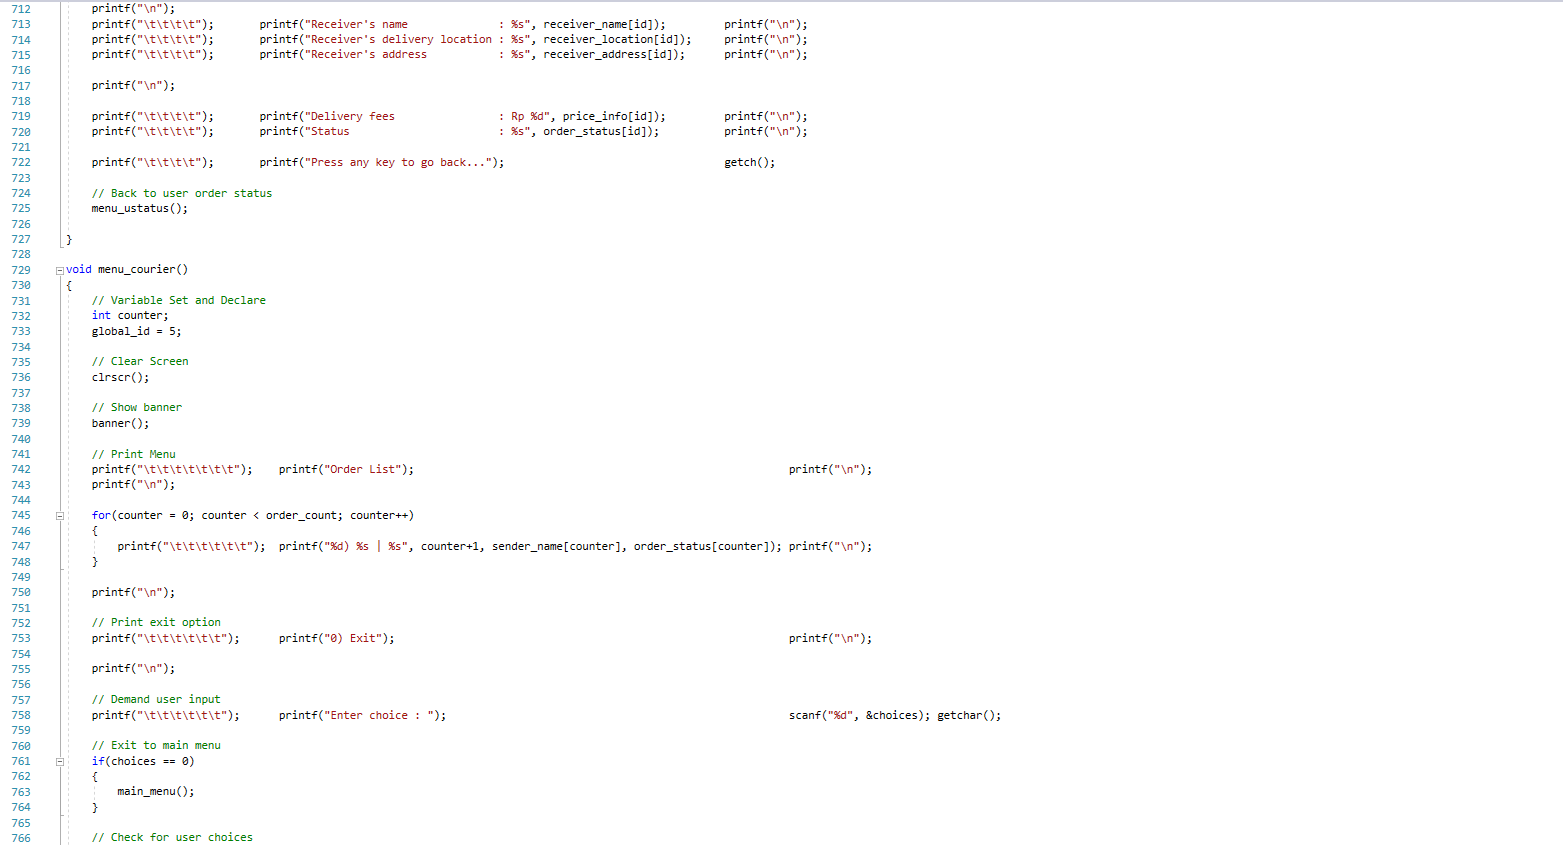 712 printf("\n");
713 printf("\t\t\t\t"); printf("Receiver's name : %s", receiver_name[id]); printf("\n");
714 printf("\t\t\t\t"); printf("Receiver's delivery location : %s", receiver_location[id]); printf("\n");
715 printf("\t\t\t\t"); printf("Receiver's address : %s", receiver_address[id]); printf("\n");
716
717 printf("\n");
718
719 printf("\t\t\t\t"); printf("Delivery fees : Rp %d", price_info[id]); printf("\n");
720 printf("\t\t\t\t"); printf("Status : %s", order_status[id]); printf("\n");
721
722 printf("\t\t\t\t"); printf("Press any key to go back..."); getch();
723
724 // Back to user order status
725 menu_ustatus();
726
727 }
728
729 void menu_courier()
730 {
731 // Variable Set and Declare
732 int counter;
733 global_id = 5;
734
735 // Clear Screen
736 clrscr();
737
738 // Show banner
739 banner();
740
741 // Print Menu
742 printf("\t\t\t\t\t\t\t"); printf("Order List"); printf("\n");
743 printf("\n");
744
745 for(counter = 0; counter < order_count; counter++)
746 {
747 printf("\t\t\t\t\t\t"); printf("%d) %s | %s", counter+1, sender_name[counter], order_status[counter]); printf("\n");
748 }
749
750 printf("\n");
751
752 // Print exit option
753 printf("\t\t\t\t\t\t"); printf("0) Exit"); printf("\n");
754
755 printf("\n");
756
757 // Demand user input
758 printf("\t\t\t\t\t\t"); printf("Enter choice : "); scanf("%d", &choices); getchar();
759
760 // Exit to main menu
761 if(choices == 0)
762 {
763 main_menu();
764 }
765
766 // Check for user choices